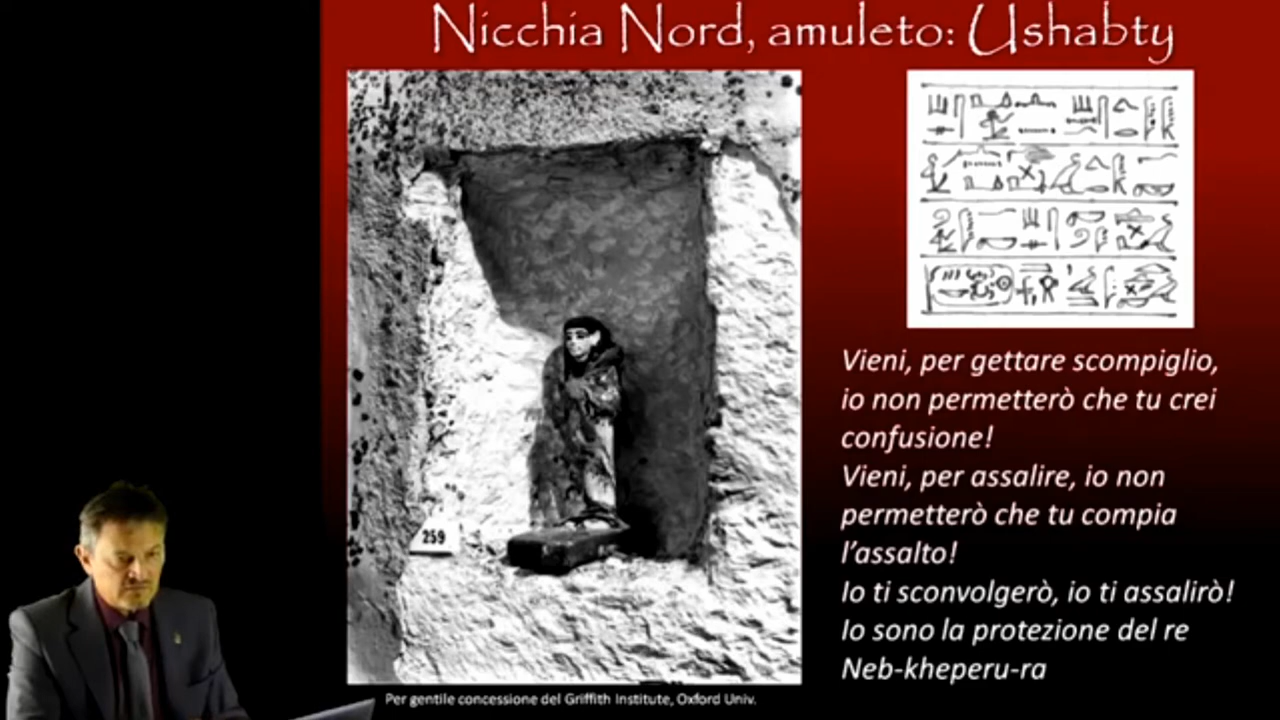 Nicchia Nord, amuleto: Ushabty
259
Vieni, per gettare scompiglio,
io non permetterò che tu crei
confusione!
Vieni, per assalire, io non
permetterò che tu compia
l’assalto!
Io ti sconvolgerò, io ti assalirò!
Io sono la protezione del re
Neb-kheperu-ra
Per gentile concessione del Griffith Institute, Oxford Univ.